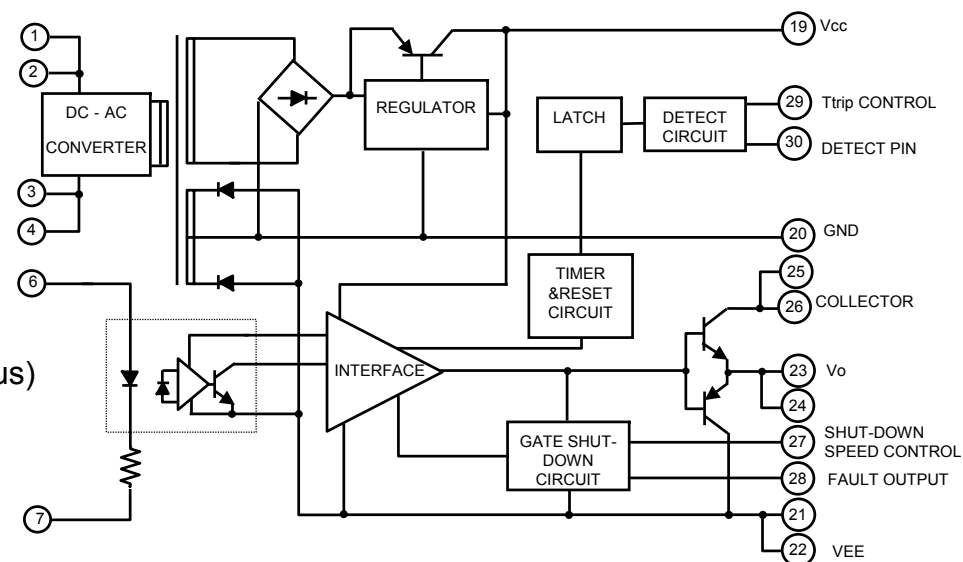 1
2
DC - AC
CONVERTER
3
4
6
us)
7
REGULATOR
LATCH
DETECT
CIRCUIT
TIMER
&RESET
CIRCUIT
INTERFACE
GATE SHUT-
DOWN
CIRCUIT
19 Vcc
29 Ttrip CONTROL
30 DETECT PIN
20 GND
25
26 COLLECTOR
23 Vo
24
27 SHUT-DOWN
SPEED CONTROL
28 FAULT OUTPUT
21
22 VEE